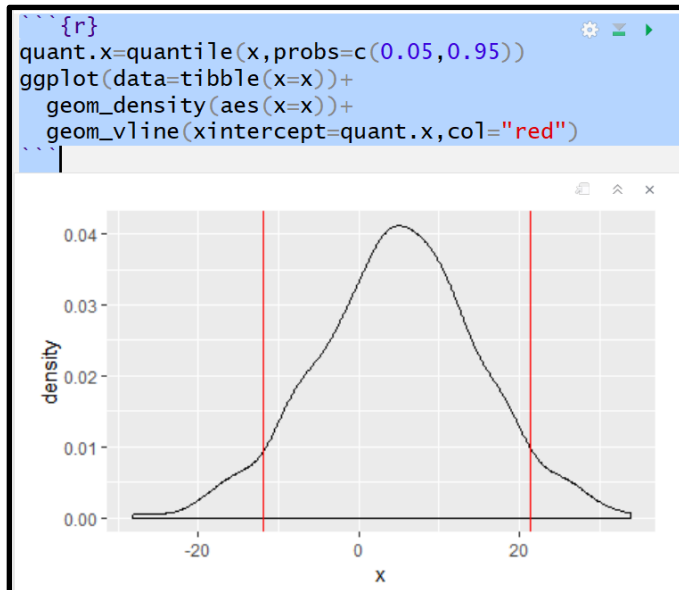 ```{r}
quant.x=quantile(x,probs=c(0.05,0.95))
ggplot(data=tibble(x=x))+
  geom_density(aes(x=x))+
  geom_vline(xintercept=quant.x,col="red")
```
0.04
0.03
0.02
0.01
0.00
density
-20
0
20
x